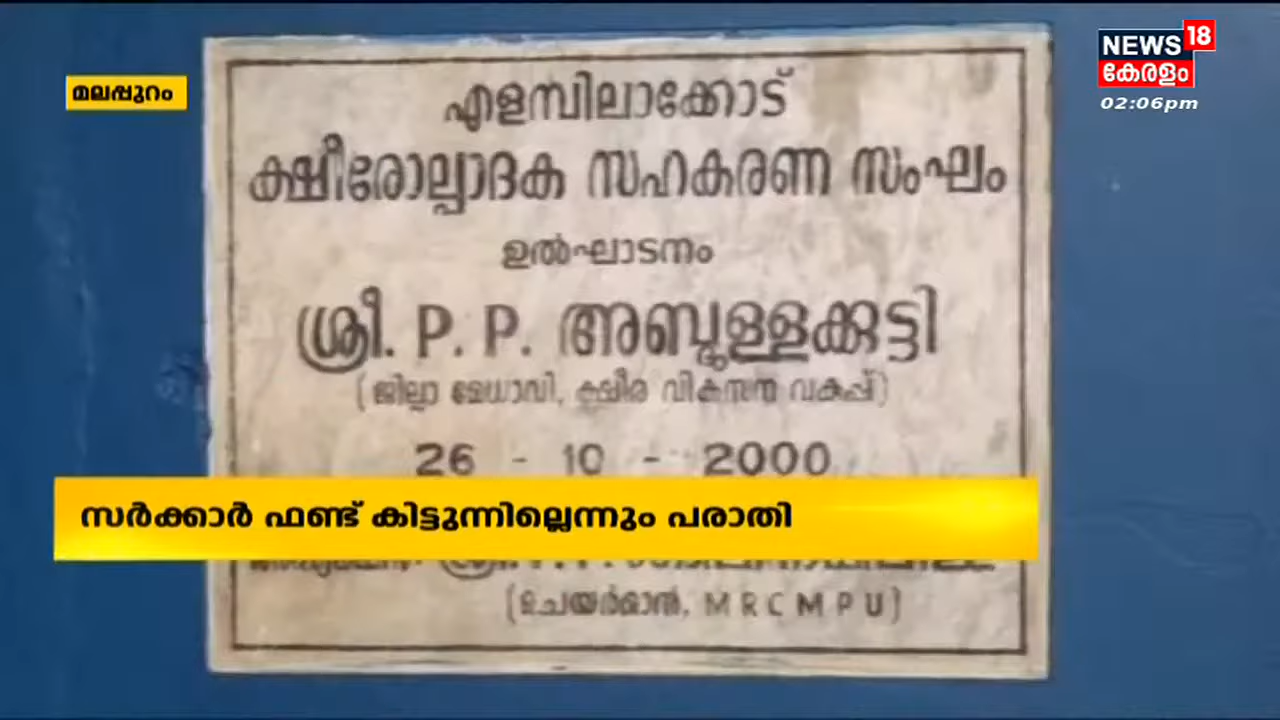 മലപ്പുറം
NEWS 18
കേരളം
02:06pm
എളമ്പിലാക്കോട്
ക്ഷീരോല്പാദക സഹകരണ സംഘം
ഉൽഘാടനം
ശ്രീ. P. P. അബ്ദുള്ളക്കുട്ടി
(ജില്ലാ മേധാവി, ക്ഷീര വികസന വകുപ്പ്)
26 - 10 - 2000
സർക്കാർ ഫണ്ട് കിട്ടുന്നില്ലെന്നും പരാതി
(ചെയർമാൻ, M R C M P U)